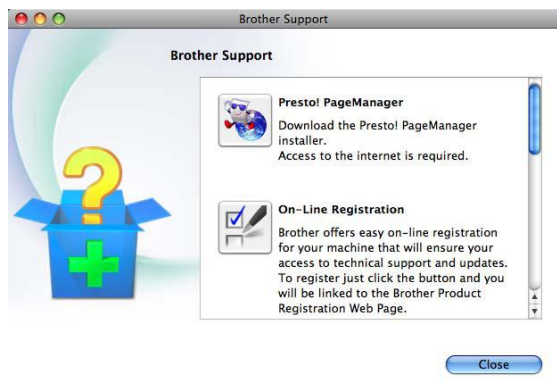 Brother Support
Brother Support
Presto! PageManager
Download the Presto! PageManager
installer.
Access to the internet is required.
On-Line Registration
Brother offers easy on-line registration
for your machine that will ensure your
access to technical support and updates.
To register just click the button and you
will be linked to the Brother Product
Registration Web Page.
Close